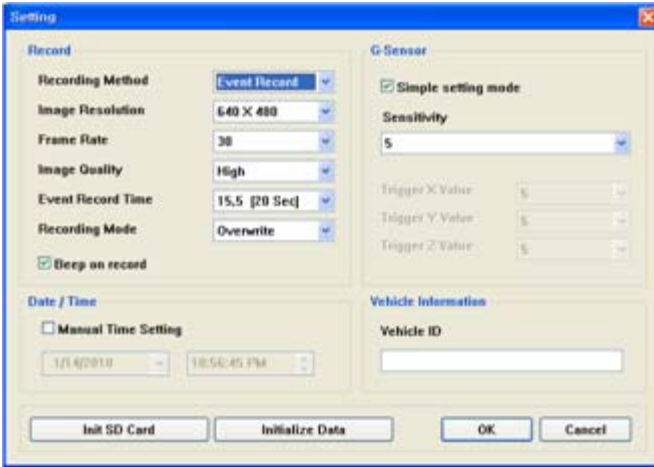 Setting
Record
Recording Method Event Record
Image Resolution 640 X 480
Frame Rate 30
Image Quality High
Event Record Time 15,5 [20 Sec]
Recording Mode Overwrite
Beep on record
G-Sensor
Simple setting mode
Sensitivity
5
Trigger X Value 5
Trigger Y Value 5
Trigger Z Value 5
Date / Time
Manual Time Setting
1/14/2010 10:56:45 PM
Vehicle Information
Vehicle ID
Init SD Card Initialize Data OK Cancel